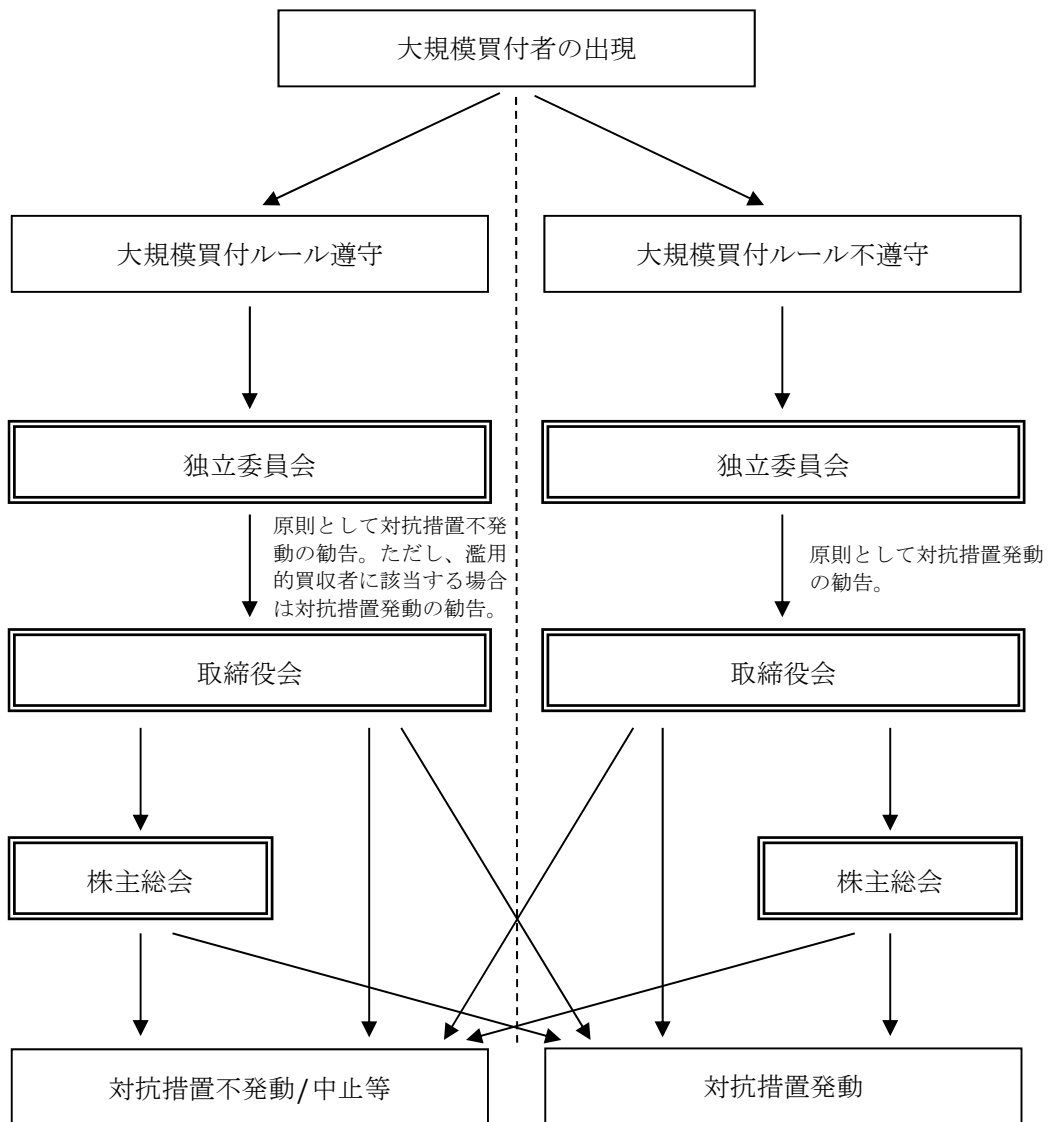 大規模買付者の出現
大規模買付ルール遵守
大規模買付ルール不遵守
独立委員会
独立委員会
原則として対抗措置不発
動の勧告。ただし、濫用
的買収者に該当する場合
は対抗措置発動の勧告。
原則として対抗措置発動
の勧告。
取締役会
取締役会
株主総会
株主総会
対抗措置不発動/中止等
対抗措置発動